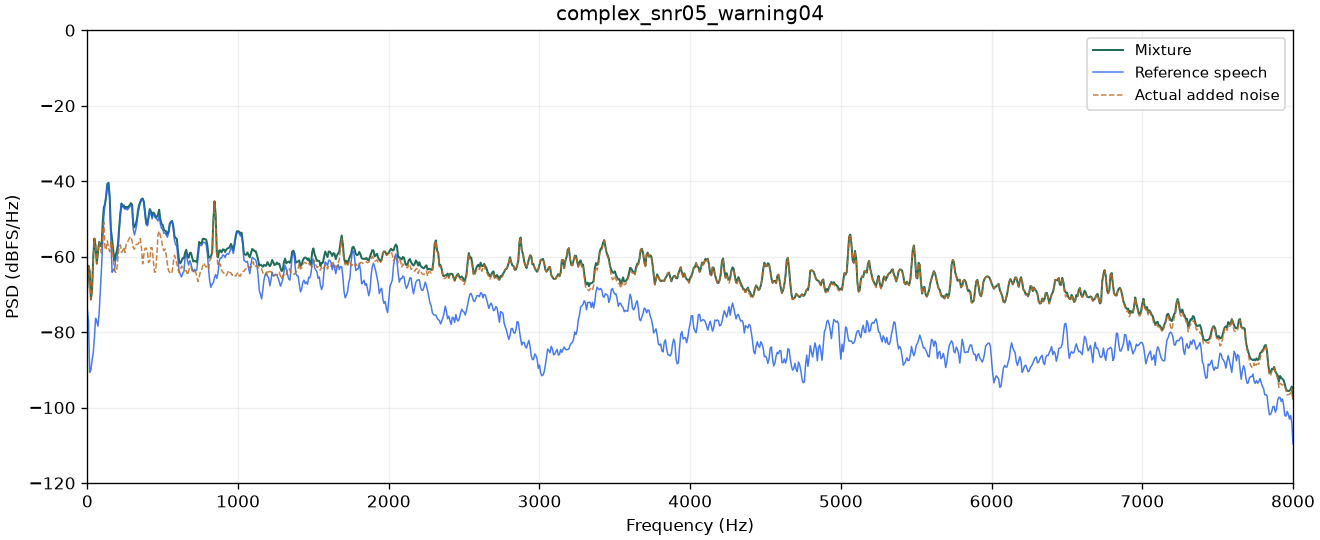 complex_snr05_warning04
0
−20
−40
−60
−80
−100
−120
PSD (dBFS/Hz)
Mixture
Reference speech
Actual added noise
0 1000 2000 3000 4000 5000 6000 7000 8000
Frequency (Hz)